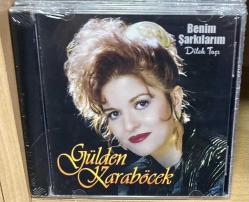 Benim
Şarkılarım
Dilek Taşı
Gülden
Karaböcek